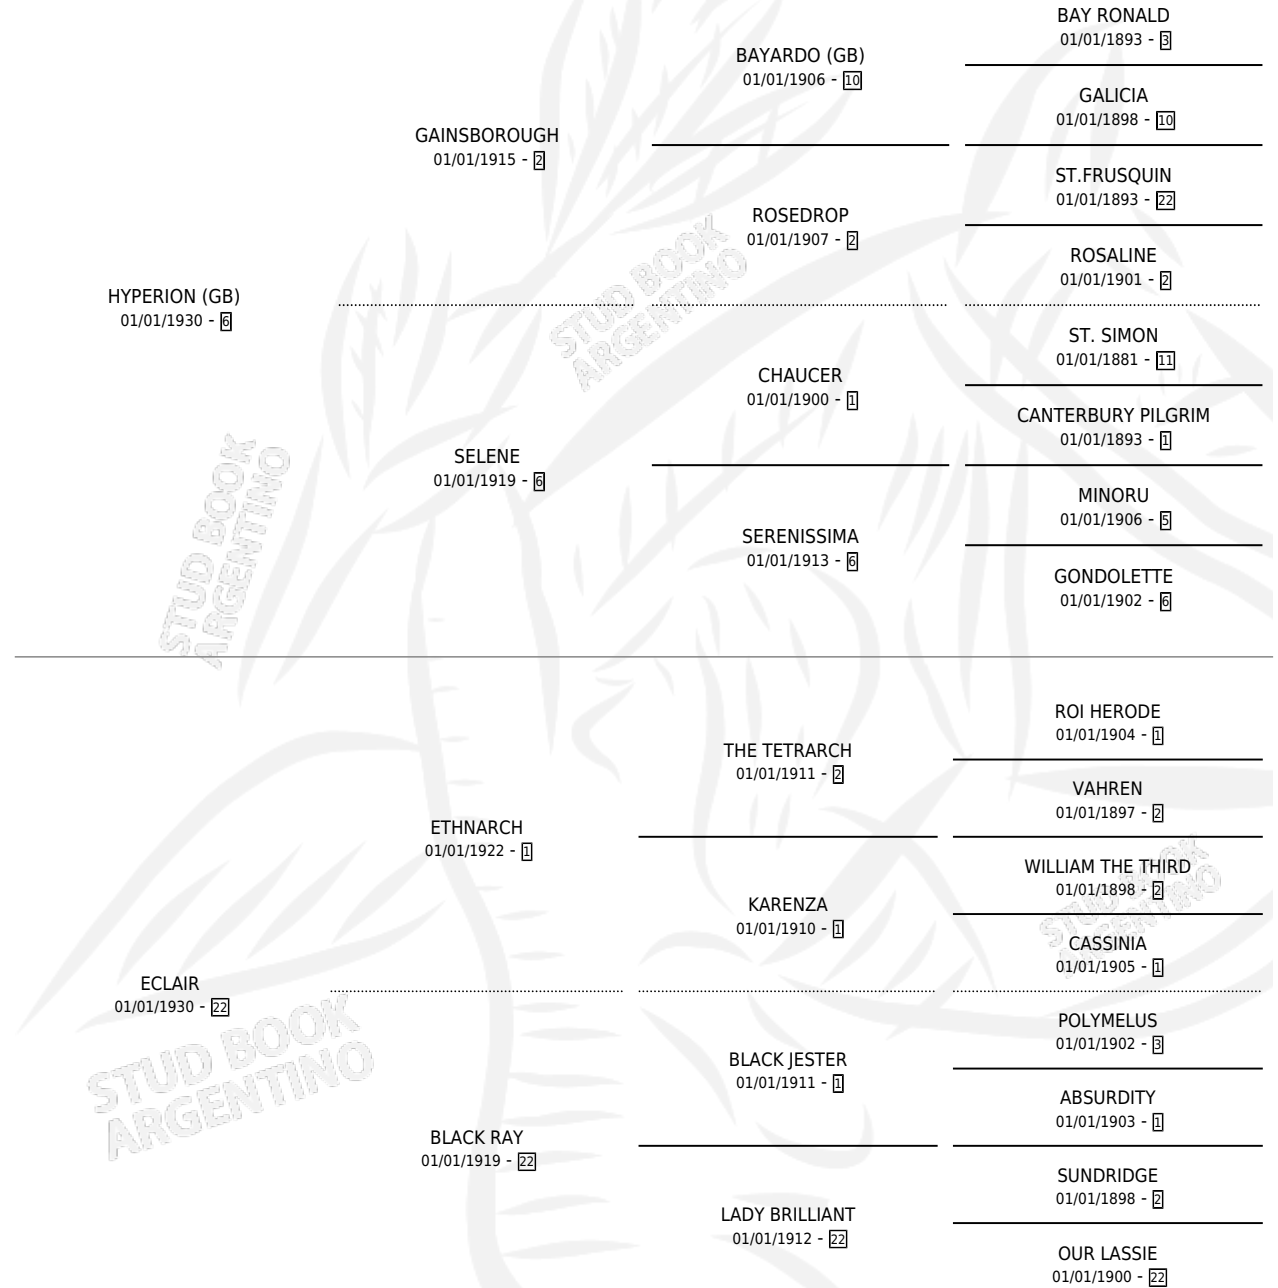 BAY RONALD
01/01/1893 - 3
BAYARDO (GB)
01/01/1906 - 10
GALICIA
01/01/1898 - 10
GAINSBOROUGH
01/01/1915 - 2
ST.FRUSQUIN
01/01/1893 - 22
ROSEDROP
01/01/1907 - 2
ROSALINE
01/01/1901 - 2
HYPERION (GB)
01/01/1930 - 6
ST. SIMON
01/01/1881 - 11
CHAUCER
01/01/1900 - 1
CANTERBURY PILGRIM
01/01/1893 - 1
SELENE
01/01/1919 - 6
MINORU
01/01/1906 - 5
SERENISSIMA
01/01/1913 - 6
GONDOLETTE
01/01/1902 - 6
ROI HERODE
01/01/1904 - 1
THE TETRARCH
01/01/1911 - 2
VAHREN
01/01/1897 - 2
ETHNARCH
01/01/1922 - 1
WILLIAM THE THIRD
01/01/1898 - 2
KARENZA
01/01/1910 - 1
CASSINIA
01/01/1905 - 1
ECLAIR
01/01/1930 - 22
POLYMELUS
01/01/1902 - 3
BLACK JESTER
01/01/1911 - 1
ABSURDITY
01/01/1903 - 1
BLACK RAY
01/01/1919 - 22
SUNDRIDGE
01/01/1898 - 2
LADY BRILLIANT
01/01/1912 - 22
OUR LASSIE
01/01/1900 - 22
STUD BOOK
ARGENTINO
STUD BOOK
ARGENTINO
STUD BOOK
ARGENTINO
STUD BOOK
ARGENTINO